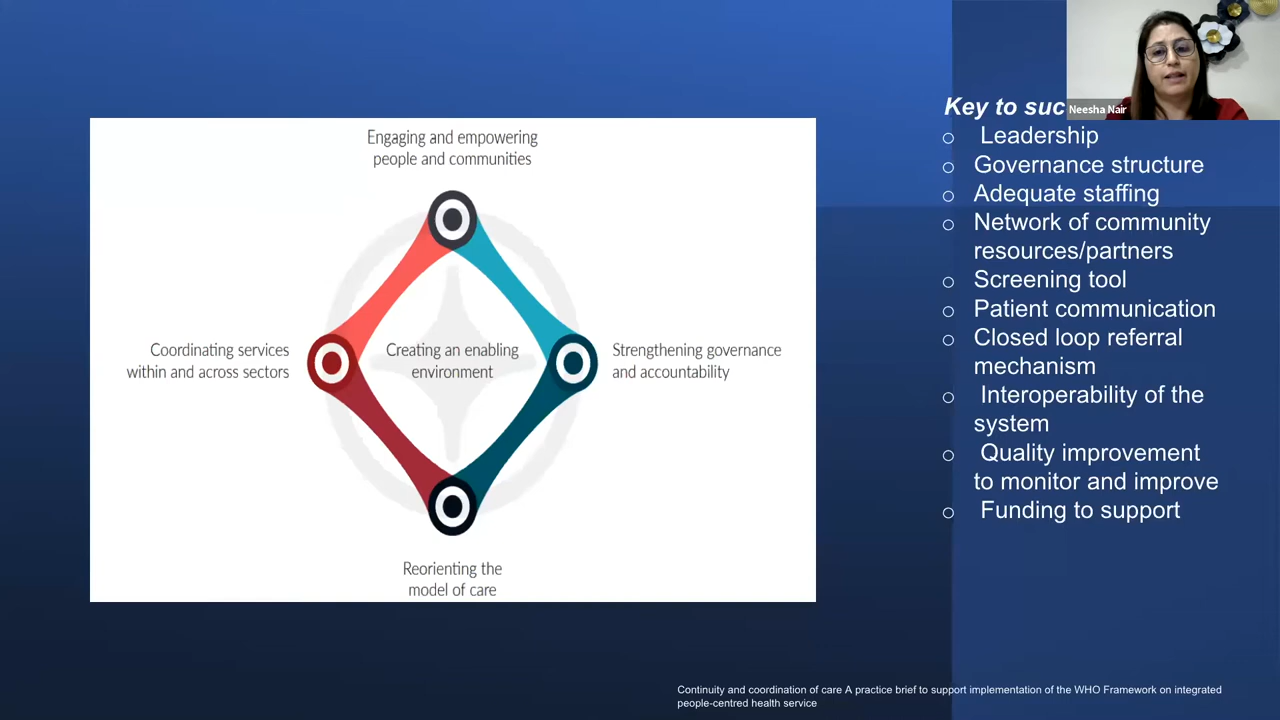 Engaging and empowering
people and communities
Coordinating services
within and across sectors
Creating an enabling
environment
Strengthening governance
and accountability
Reorienting the
model of care
Key to suc
Neesha Nair
Leadership
Governance structure
Adequate staffing
Network of community
resources/partners
Screening tool
Patient communication
Closed loop referral
mechanism
Interoperability of the
system
Quality improvement
to monitor and improve
Funding to support
Continuity and coordination of care A practice brief to support implementation of the WHO Framework on integrated
people-centred health service